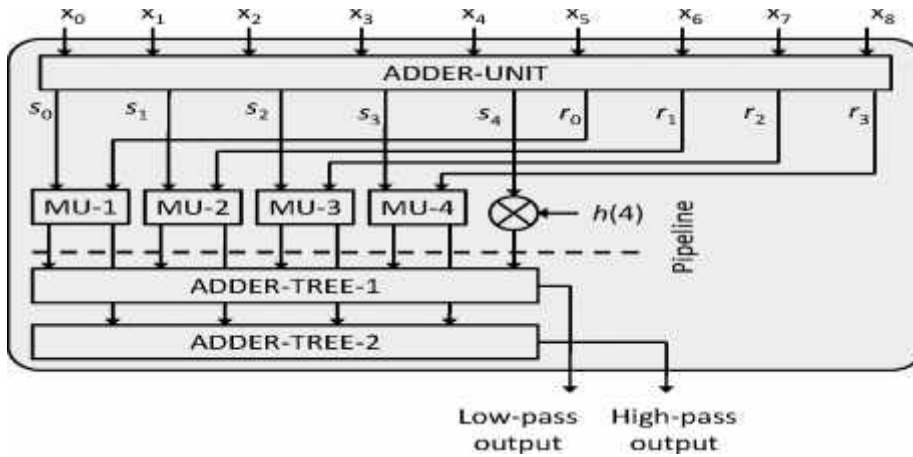 x₀ x₁ x₂ x₃ x₄ x₅ x₆ x₇ x₈
ADDER-UNIT
s₀ s₁ s₂ s₃ s₄ r₀ r₁ r₂ r₃
MU-1 MU-2 MU-3 MU-4 h(4)
Pipeline
ADDER-TREE-1
ADDER-TREE-2
Low-pass output
High-pass output